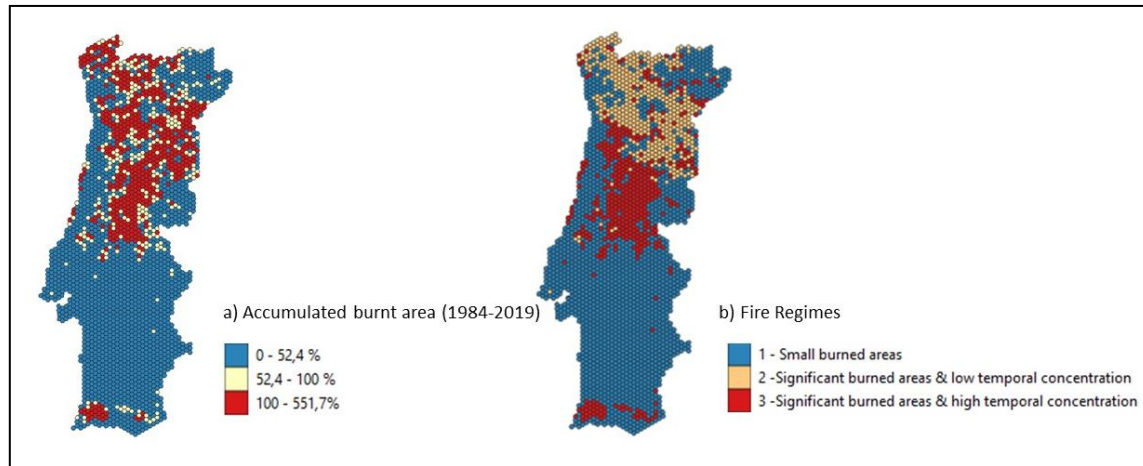 a) Accumulated burnt area (1984-2019)
0 - 52,4 %
52,4 - 100 %
100 - 551,7%
b) Fire Regimes
1 - Small burned areas
2 -Significant burned areas & low temporal concentration
3 -Significant burned areas & high temporal concentration